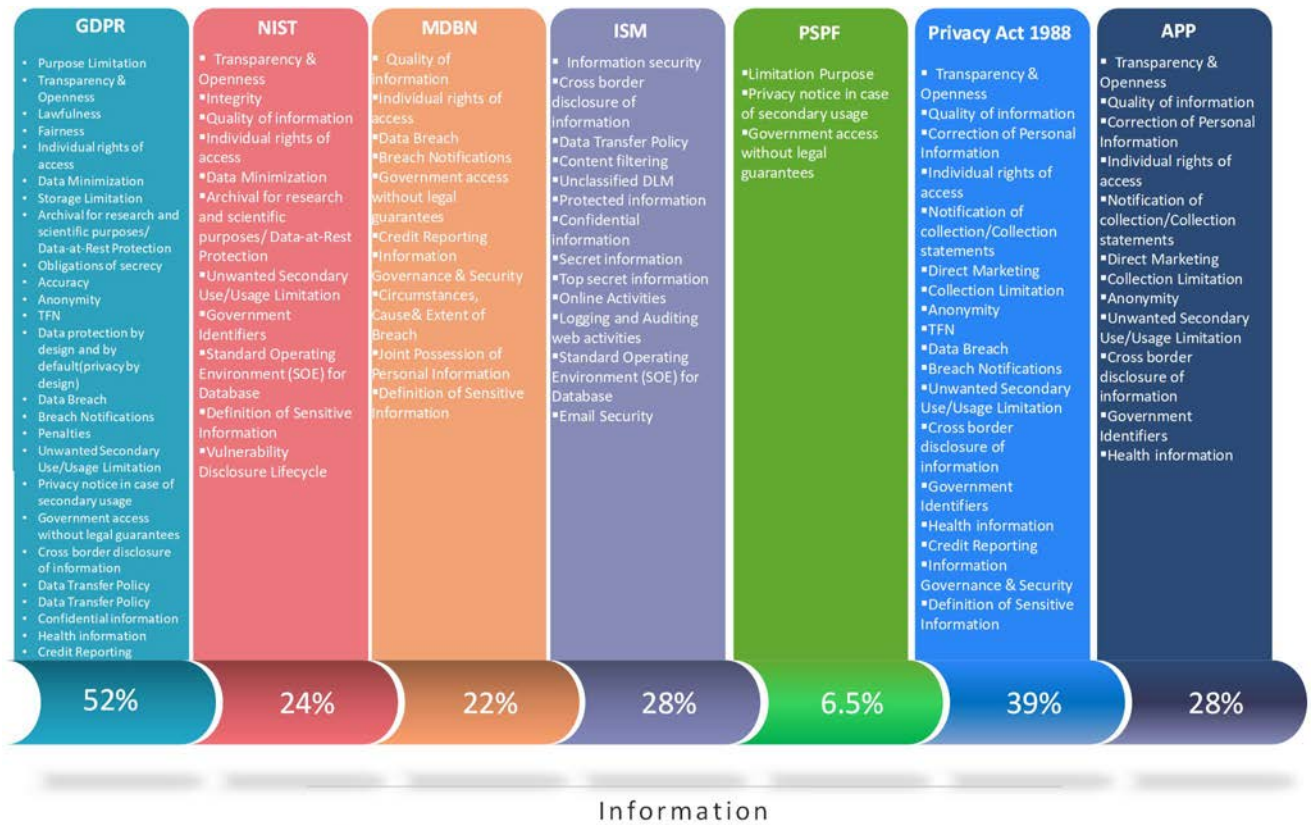 GDPR
• Purpose Limitation
• Transparency &
Openness
• Lawfulness
• Fairness
• Individual rights of
access
• Data Minimization
• Storage Limitation
• Archival for research and
scientific purposes/
Data-at-Rest Protection
• Obligations of secrecy
• Accuracy
• Anonymity
• TFN
• Data protection by
design and by
default(privacy by
design)
• Data Breach
• Breach Notifications
• Penalties
• Unwanted Secondary
Use/Usage Limitation
• Privacy notice in case of
secondary usage
• Government access
without legal guarantees
• Cross border disclosure
of information
• Data Transfer Policy
• Data Transfer Policy
• Confidential information
• Health information
• Credit Reporting
52%
NIST
▪ Transparency &
Openness
▪Integrity
▪Quality of information
▪Individual rights of
access
▪Data Minimization
▪Archival for research
and scientific
purposes/ Data-at-Rest
Protection
▪Unwanted Secondary
Use/Usage Limitation
▪Government
Identifiers
▪Standard Operating
Environment (SOE) for
Database
▪Definition of Sensitive
Information
▪Vulnerability
Disclosure Lifecycle
24%
MDBN
▪ Quality of
information
▪Individual rights of
access
▪Data Breach
▪Breach Notifications
▪Government access
without legal
guarantees
▪Credit Reporting
▪Information
Governance & Security
▪Circumstances,
Cause& Extent of
Breach
▪Joint Possession of
Personal Information
▪Definition of Sensitive
Information
22%
ISM
▪ Information security
▪Cross border
disclosure of
information
▪Data Transfer Policy
▪Content filtering
▪Unclassified DLM
▪Protected information
▪Confidential
information
▪Secret information
▪Top secret information
▪Online Activities
▪Logging and Auditing
web activities
▪Standard Operating
Environment (SOE) for
Database
▪Email Security
28%
PSPF
▪Limitation Purpose
▪Privacy notice in case
of secondary usage
▪Government access
without legal
guarantees
6.5%
Privacy Act 1988
▪ Transparency &
Openness
▪Quality of information
▪Correction of Personal
Information
▪Individual rights of
access
▪Notification of
collection/Collection
statements
▪Direct Marketing
▪Collection Limitation
▪Anonymity
▪TFN
▪Data Breach
▪Breach Notifications
▪Unwanted Secondary
Use/Usage Limitation
▪Cross border
disclosure of
information
▪Government
Identifiers
▪Health information
▪Credit Reporting
▪Information
Governance & Security
▪Definition of Sensitive
Information
39%
APP
▪ Transparency &
Openness
▪Quality of information
▪Correction of Personal
Information
▪Individual rights of
access
▪Notification of
collection/Collection
statements
▪Direct Marketing
▪Collection Limitation
▪Anonymity
▪Unwanted Secondary
Use/Usage Limitation
▪Cross border
disclosure of
information
▪Government
Identifiers
▪Health information
28%
Information